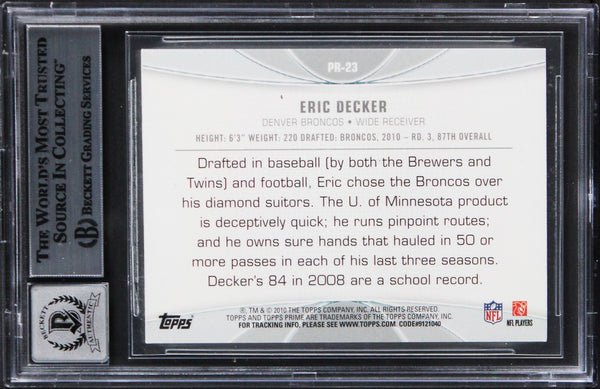 THE WORLD'S MOST TRUSTED
SOURCE IN COLLECTING™
BECKETT GRADING SERVICES
BECKETT
AUTHENTIC
PR-23
ERIC DECKER
DENVER BRONCOS • WIDE RECEIVER
HEIGHT: 6'3" WEIGHT: 220 DRAFTED: BRONCOS, 2010 – RD. 3, 87TH OVERALL
Drafted in baseball (by both the Brewers and
Twins) and football, Eric chose the Broncos over
his diamond suitors. The U. of Minnesota product
is deceptively quick; he runs pinpoint routes;
and he owns sure hands that hauled in 50 or
more passes in each of his last three seasons.
Decker's 84 in 2008 are a school record.
Topps
®, TM & © 2010 THE TOPPS COMPANY, INC. ALL RIGHTS RESERVED.
TOPPS AND TOPPS PRIME ARE TRADEMARKS OF THE TOPPS COMPANY, INC.
FOR TRACKING INFO, PLEASE SEE WWW.TOPPS.COM. CODE#9121040
NFL
NFL PLAYERS